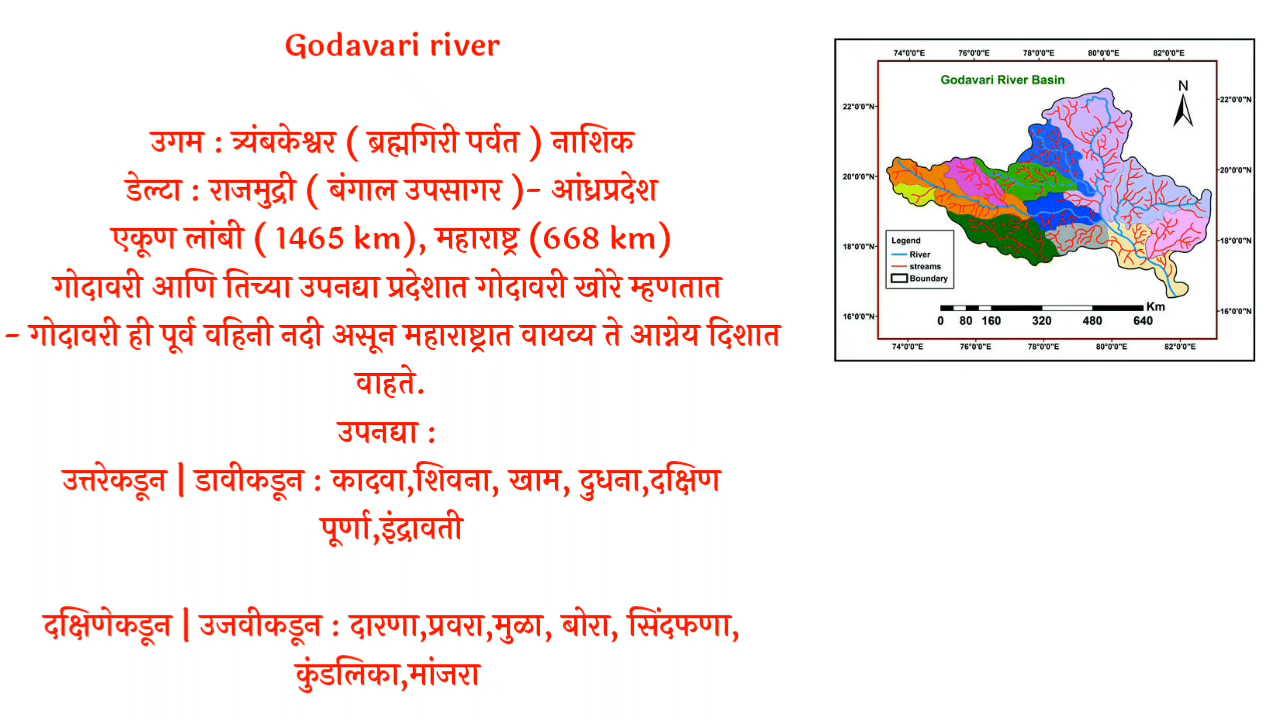 Godavari river
उगम : त्र्यंबकेश्वर ( ब्रह्मगिरी पर्वत ) नाशिक
डेल्टा : राजमुद्री ( बंगाल उपसागर )- आंध्रप्रदेश
एकूण लांबी ( 1465 km), महाराष्ट्र (668 km)
गोदावरी आणि तिच्या उपनद्या प्रदेशात गोदावरी खोरे म्हणतात
- गोदावरी ही पूर्व वहिनी नदी असून महाराष्ट्रात वायव्य ते आग्नेय दिशात
वाहते.
उपनद्या :
उत्तरेकडून | डावीकडून : कादवा,शिवना, खाम, दुधना,दक्षिण
पूर्णा,इंद्रावती
दक्षिणेकडून | उजवीकडून : दारणा,प्रवरा,मुळा, बोरा, सिंदफणा,
कुंडलिका,मांजरा
74°0'0"E 76°0'0"E 78°0'0"E 80°0'0"E 82°0'0"E
Godavari River Basin
N
22°0'0"N 22°0'0"N
20°0'0"N 20°0'0"N
18°0'0"N 18°0'0"N
Legend
River
streams
Boundary
Km
0 80 160 320 480 640
16°0'0"N 16°0'0"N
74°0'0"E 76°0'0"E 78°0'0"E 80°0'0"E 82°0'0"E